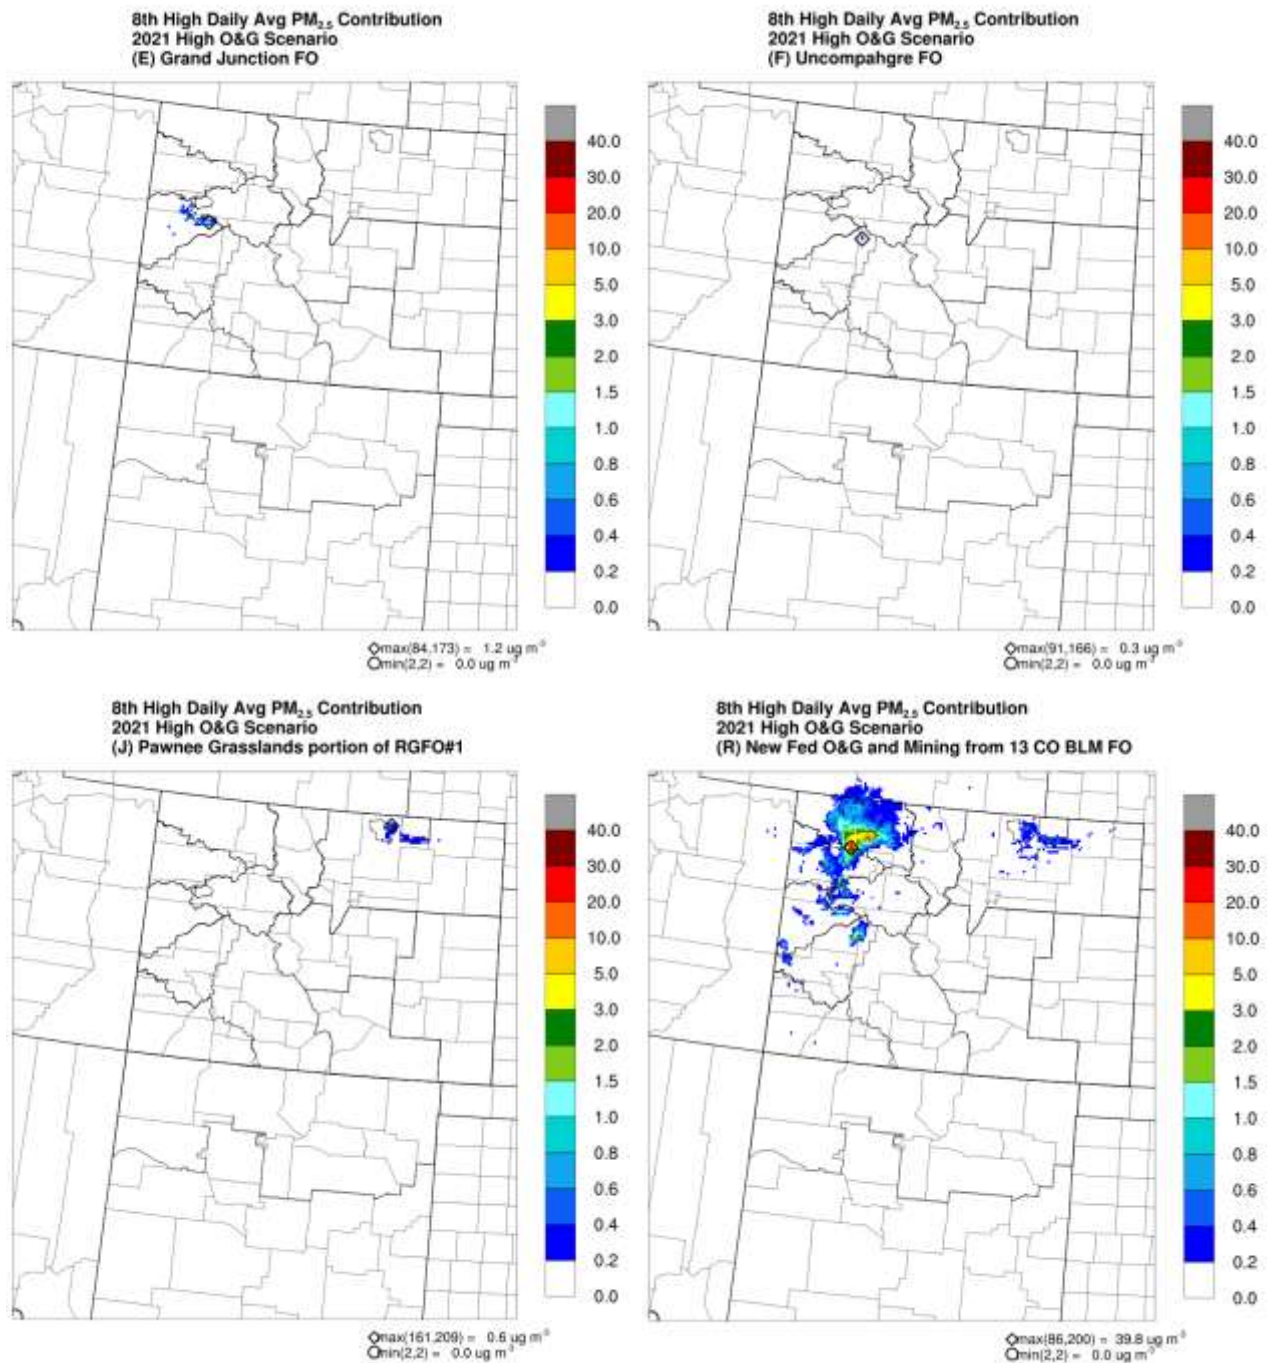 8th High Daily Avg PM2.5 Contribution
2021 High O&G Scenario
(E) Grand Junction FO
40.0
30.0
20.0
10.0
5.0
3.0
2.0
1.5
1.0
0.8
0.6
0.4
0.2
0.0
max(84,173) = 1.2 ug m-3
min(2,2) = 0.0 ug m-3
8th High Daily Avg PM2.5 Contribution
2021 High O&G Scenario
(F) Uncompahgre FO
40.0
30.0
20.0
10.0
5.0
3.0
2.0
1.5
1.0
0.8
0.6
0.4
0.2
0.0
max(91,166) = 0.3 ug m-3
min(2,2) = 0.0 ug m-3
8th High Daily Avg PM2.5 Contribution
2021 High O&G Scenario
(J) Pawnee Grasslands portion of RGFO#1
40.0
30.0
20.0
10.0
5.0
3.0
2.0
1.5
1.0
0.8
0.6
0.4
0.2
0.0
max(161,209) = 0.6 ug m-3
min(2,2) = 0.0 ug m-3
8th High Daily Avg PM2.5 Contribution
2021 High O&G Scenario
(R) New Fed O&G and Mining from 13 CO BLM FO
40.0
30.0
20.0
10.0
5.0
3.0
2.0
1.5
1.0
0.8
0.6
0.4
0.2
0.0
max(86,200) = 39.8 ug m-3
min(2,2) = 0.0 ug m-3